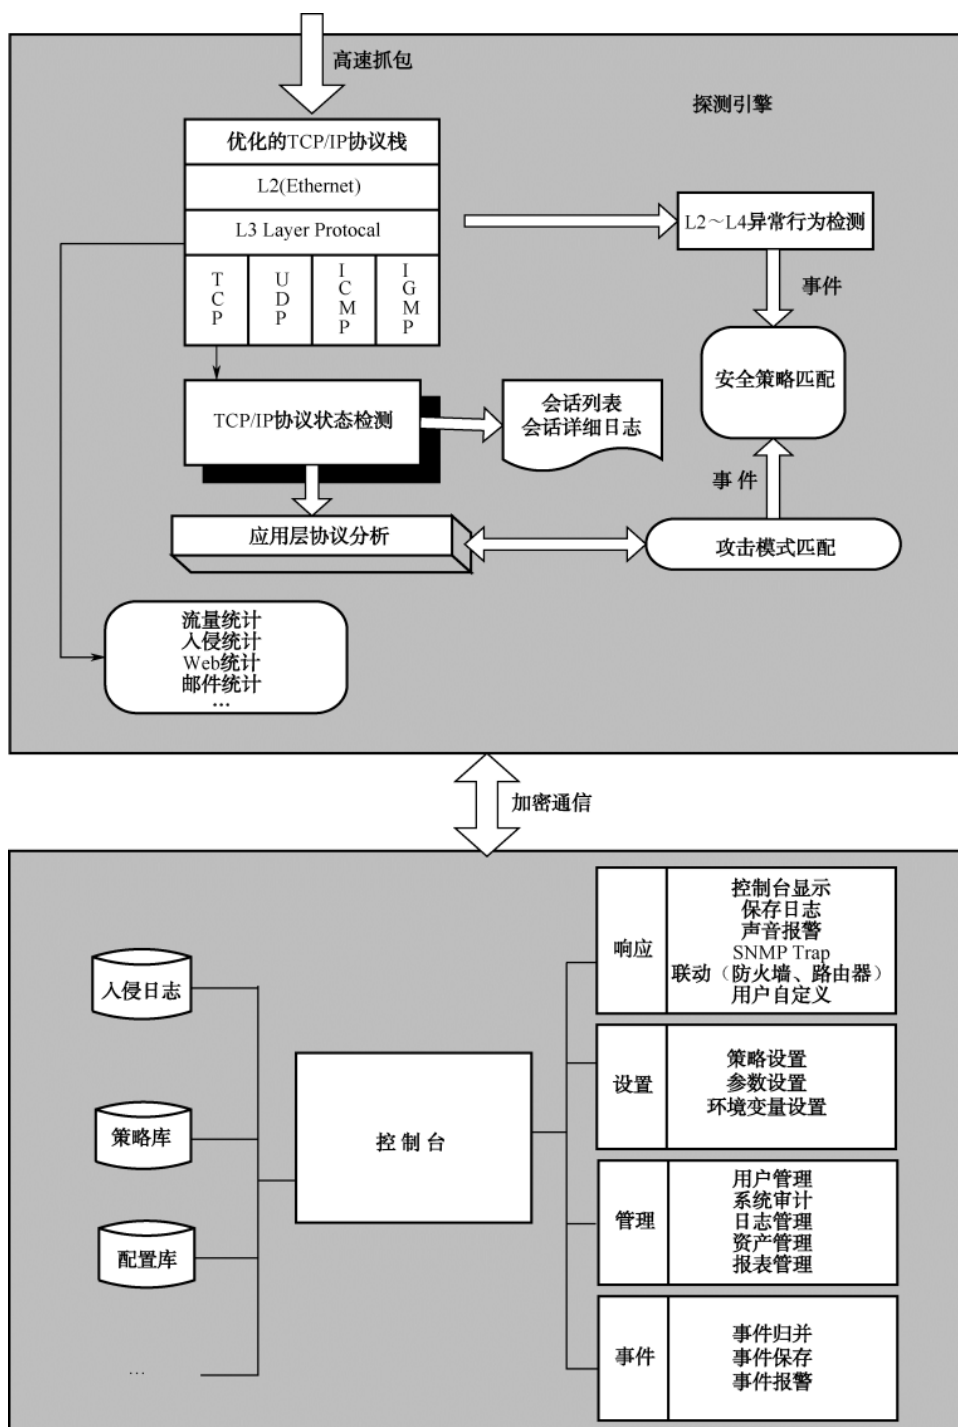 高速抓包
探测引擎
优化的TCP/IP协议栈
L2(Ethernet)
L3 Layer Protocal
TCP
UDP
ICMP
IGMP
L2～L4异常行为检测
事件
安全策略匹配
TCP/IP协议状态检测
会话列表
会话详细日志
事 件
应用层协议分析
攻击模式匹配
流量统计
入侵统计
Web统计
邮件统计
…
加密通信
入侵日志
策略库
配置库
…
控 制 台
响应
控制台显示
保存日志
声音报警
SNMP Trap
联动（防火墙、路由器）
用户自定义
设置
策略设置
参数设置
环境变量设置
管理
用户管理
系统审计
日志管理
资产管理
报表管理
事件
事件归并
事件保存
事件报警